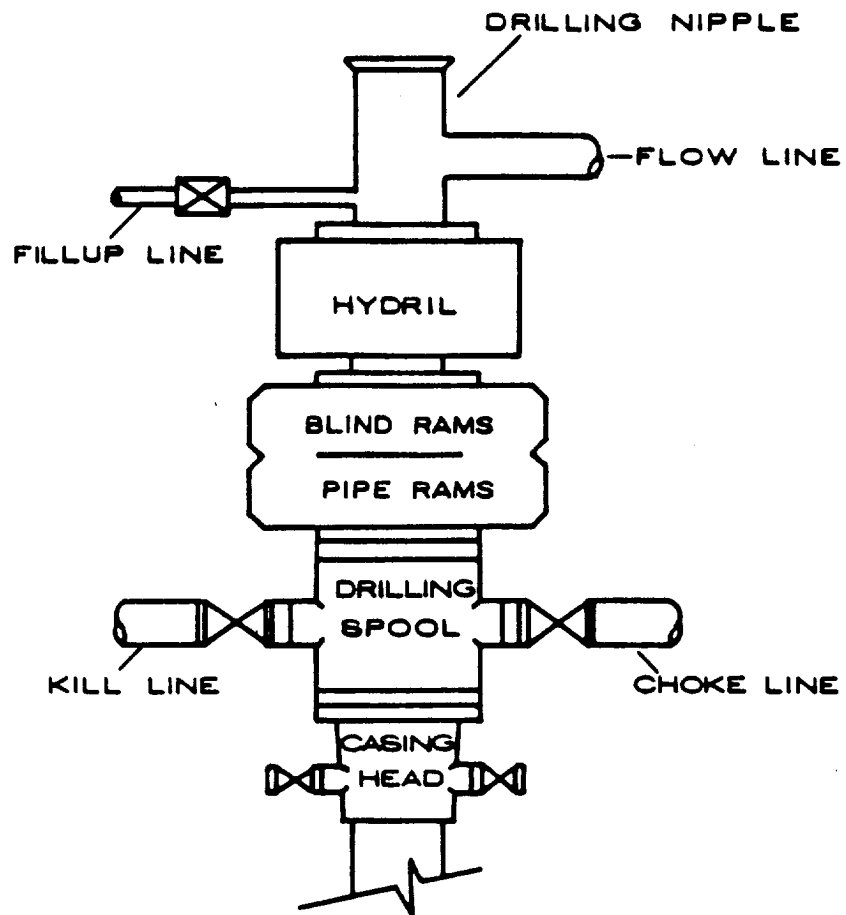 DRILLING NIPPLE
FLOW LINE
FILLUP LINE
HYDRIL
BLIND RAMS
PIPE RAMS
DRILLING
SPOOL
KILL LINE
CHOKE LINE
CASING
HEAD